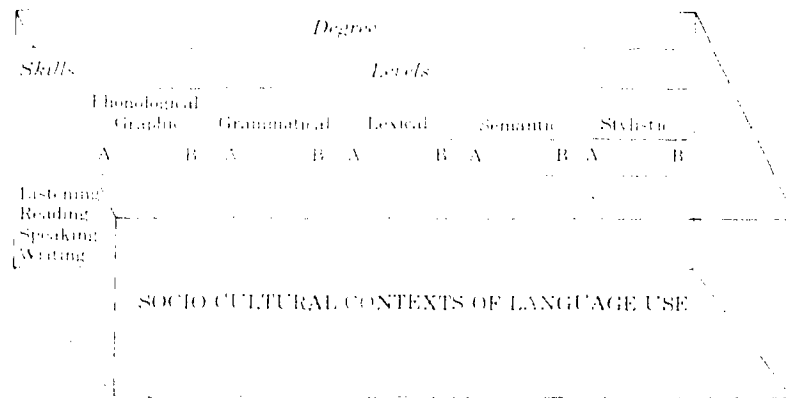 Degree
Skills Levels
Phonological
Graphic Grammatical Lexical Semantic Stylistic
A B A B A B A B A B
Listening
Reading
Speaking
Writing
SOCIO CULTURAL CONTEXTS OF LANGUAGE USE